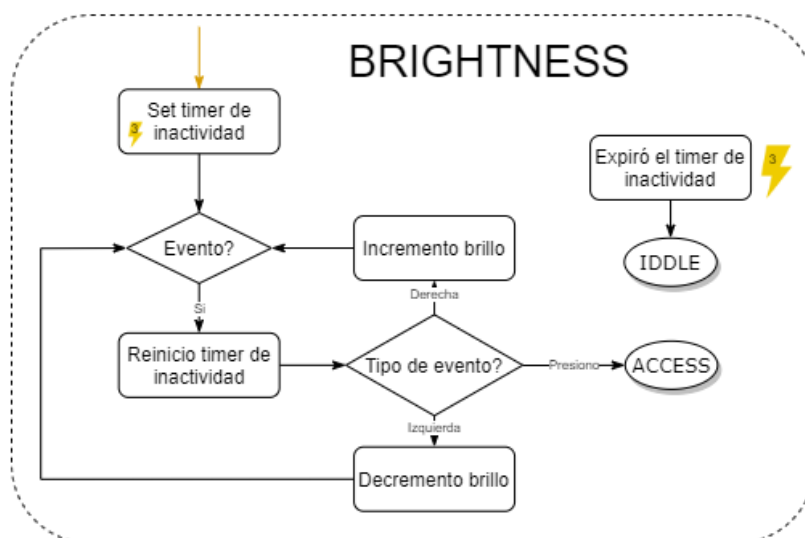 BRIGHTNESS
Set timer de
inactividad
3
Expiró el timer de
inactividad
3
Evento?
Incremento brillo
IDDLE
Si
Derecha
Reinicio timer de
inactividad
Tipo de evento?
Presiono
ACCESS
Izquierda
Decremento brillo